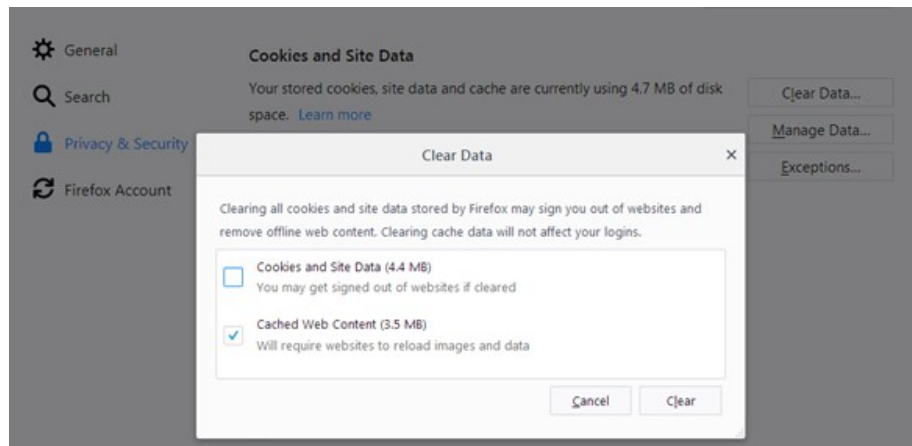 General
Search
Privacy & Security
Firefox Account
Cookies and Site Data
Your stored cookies, site data and cache are currently using 4.7 MB of disk
space. Learn more
Clear Data...
Manage Data...
Exceptions...
Clear Data
Clearing all cookies and site data stored by Firefox may sign you out of websites and
remove offline web content. Clearing cache data will not affect your logins.
Cookies and Site Data (4.4 MB)
You may get signed out of websites if cleared
Cached Web Content (3.5 MB)
Will require websites to reload images and data
Cancel
Clear